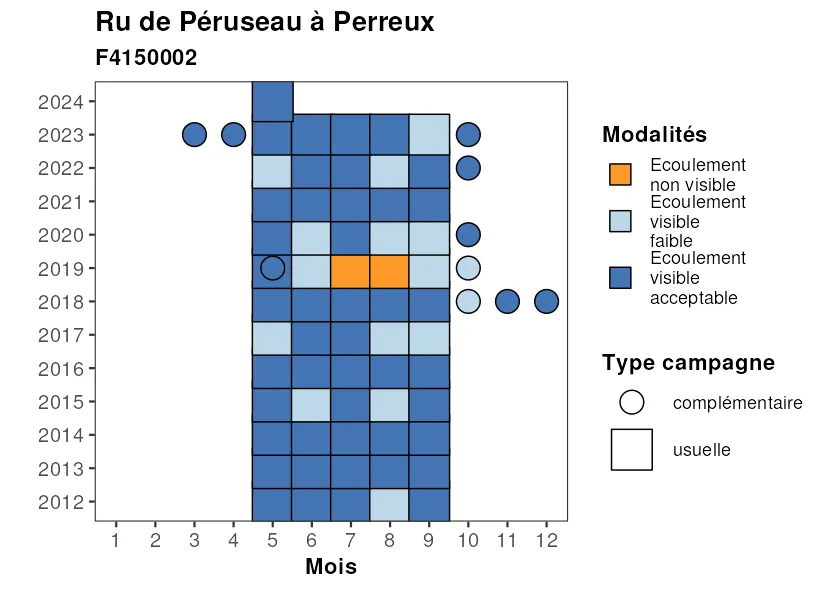 Ru de Péruseau à Perreux
F4150002
2024
2023
2022
2021
2020
2019
2018
2017
2016
2015
2014
2013
2012
1 2 3 4 5 6 7 8 9 10 11 12
Mois
Modalités
Ecoulement
non visible
Ecoulement
visible
faible
Ecoulement
visible
acceptable
Type campagne
complémentaire
usuelle